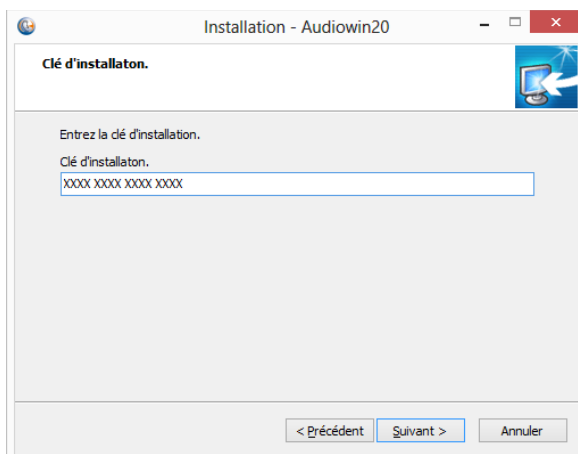 Installation - Audiowin20
Clé d'installaton.
Entrez la clé d'installation.
Clé d'installaton.
XXXX XXXX XXXX XXXX
< Précédent
Suivant >
Annuler